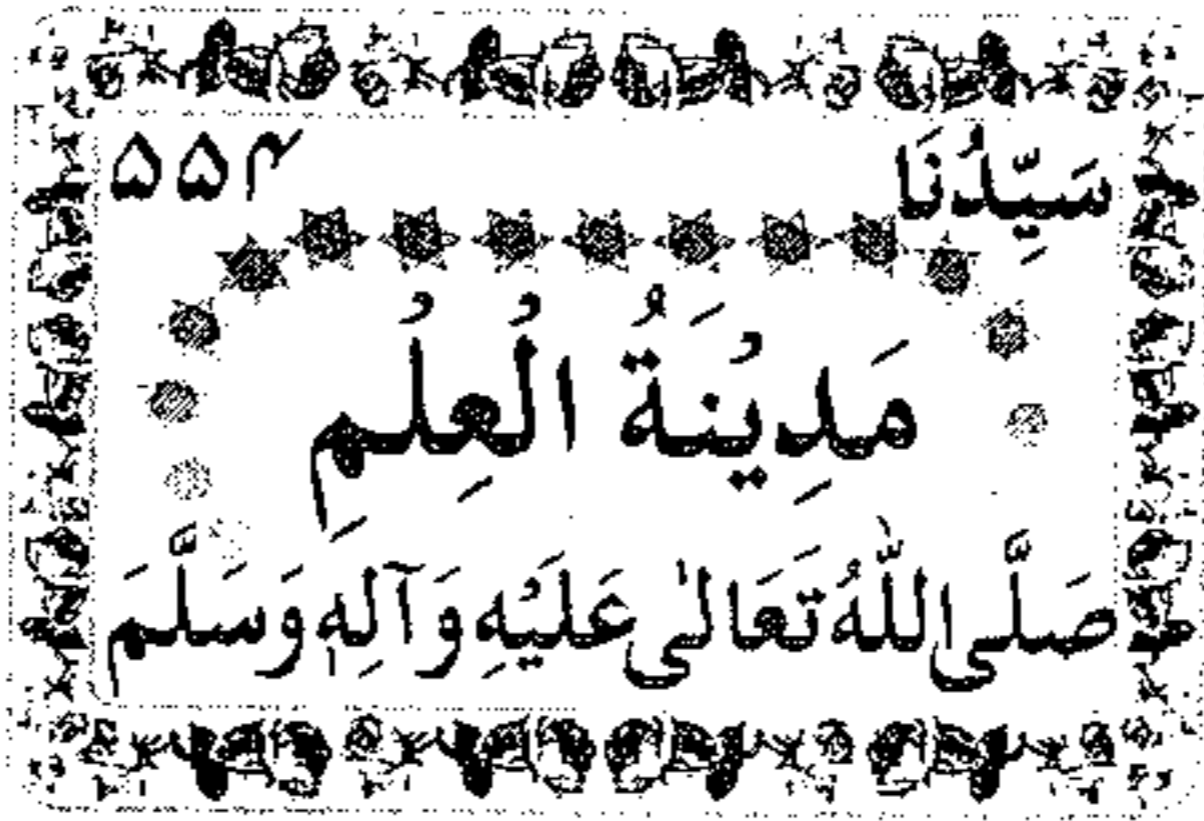 سَيِّدُنَا ۵۵۴
مَدِيْنَةُ الْعِلْمِ
صَلَّى اللّٰهُ تَعَالٰى عَلَيْهِ وَآلِهٖ وَسَلَّمَ